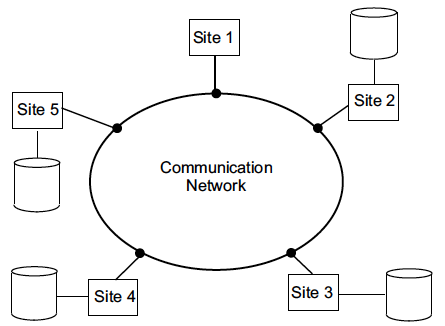 Site 1
Site 2
Site 5
Communication
Network
Site 4
Site 3